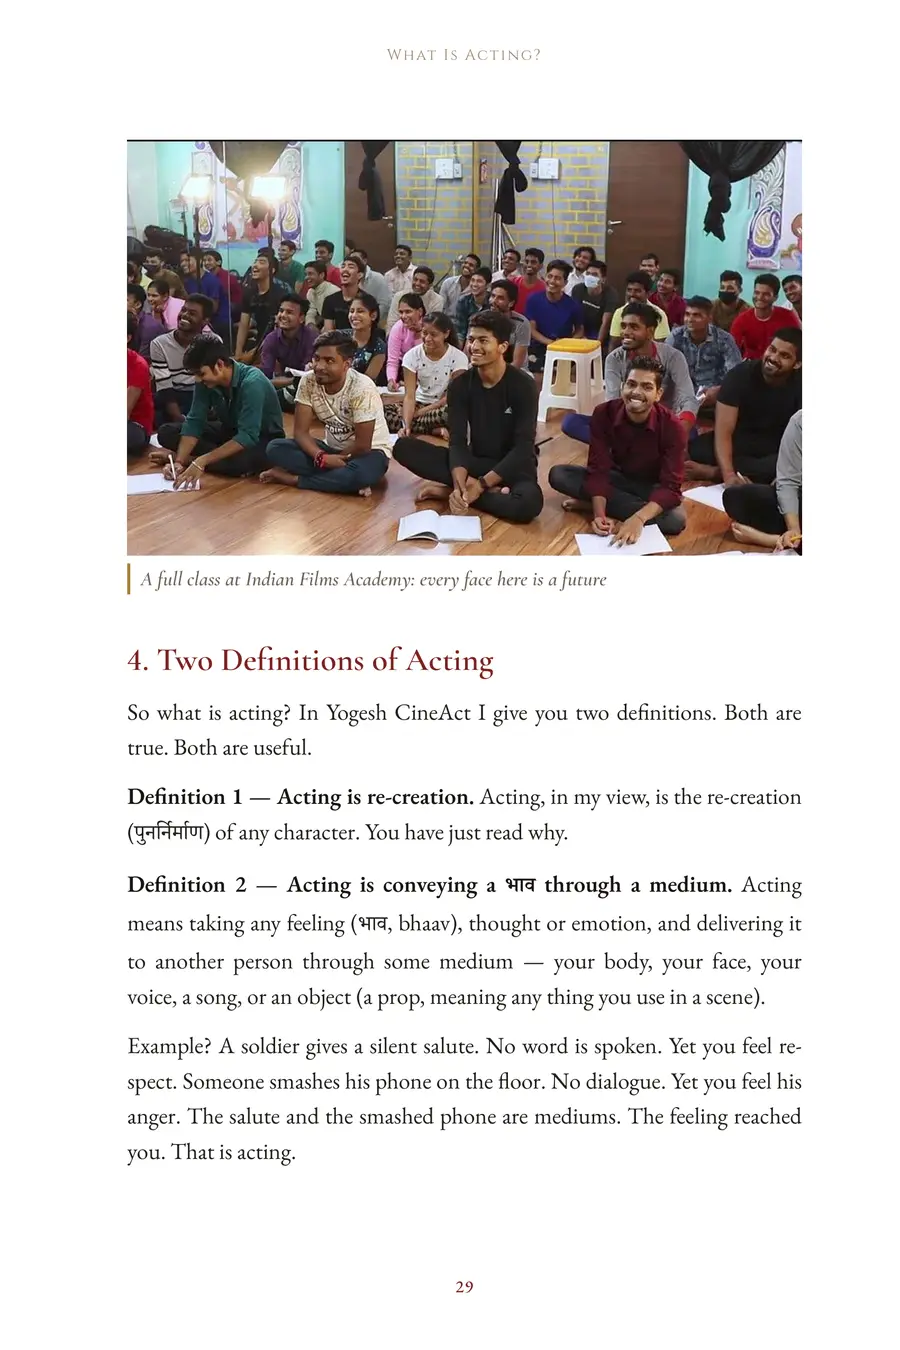 What Is Acting?
A full class at Indian Films Academy: every face here is a future
4. Two Definitions of Acting
So what is acting? In Yogesh CineAct I give you two definitions. Both are
true. Both are useful.
Definition 1 — Acting is re-creation. Acting, in my view, is the re-creation
(पुनर्निर्माण) of any character. You have just read why.
Definition 2 — Acting is conveying a भाव through a medium. Acting
means taking any feeling (भाव, bhaav), thought or emotion, and delivering it
to another person through some medium — your body, your face, your
voice, a song, or an object (a prop, meaning any thing you use in a scene).
Example? A soldier gives a silent salute. No word is spoken. Yet you feel re-
spect. Someone smashes his phone on the floor. No dialogue. Yet you feel his
anger. The salute and the smashed phone are mediums. The feeling reached
you. That is acting.
29